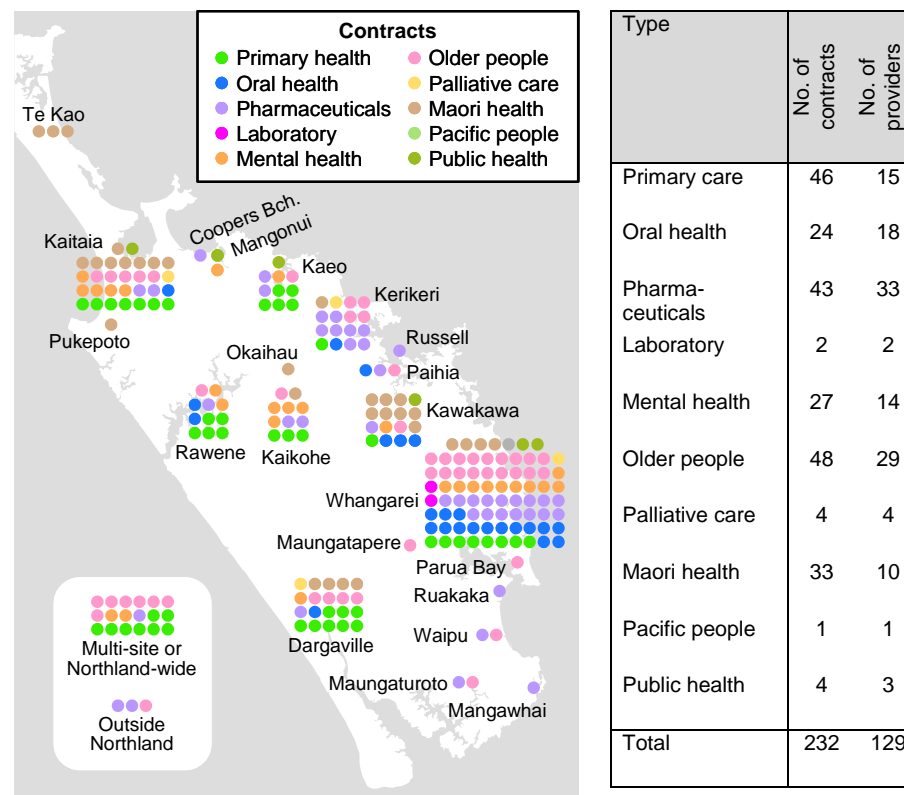 Contracts
Primary health
Oral health
Pharmaceuticals
Laboratory
Mental health
Older people
Palliative care
Maori health
Pacific people
Public health
Te Kao
Coopers Bch.
Mangonui
Kaitaia
Kaeo
Kerikeri
Pukepoto
Russell
Okaihau
Paihia
Kawakawa
Rawene
Kaikohe
Whangarei
Maungatapere
Parua Bay
Ruakaka
Dargaville
Waipu
Maungaturoto
Mangawhai
Multi-site or
Northland-wide
Outside
Northland
Type
No. of
contracts
No. of
providers
Primary care 46 15
Oral health 24 18
Pharma-
ceuticals 43 33
Laboratory 2 2
Mental health 27 14
Older people 48 29
Palliative care 4 4
Maori health 33 10
Pacific people 1 1
Public health 4 3
Total 232 129